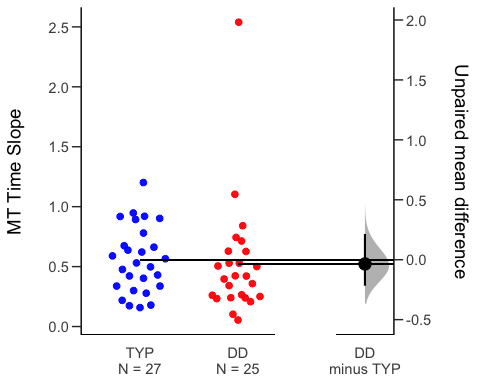 MT Time Slope
2.5
2.0
1.5
1.0
0.5
0.0
TYP
N = 27
DD
N = 25
DD
minus TYP
2.0
1.5
1.0
0.5
0.0
-0.5
Unpaired mean difference